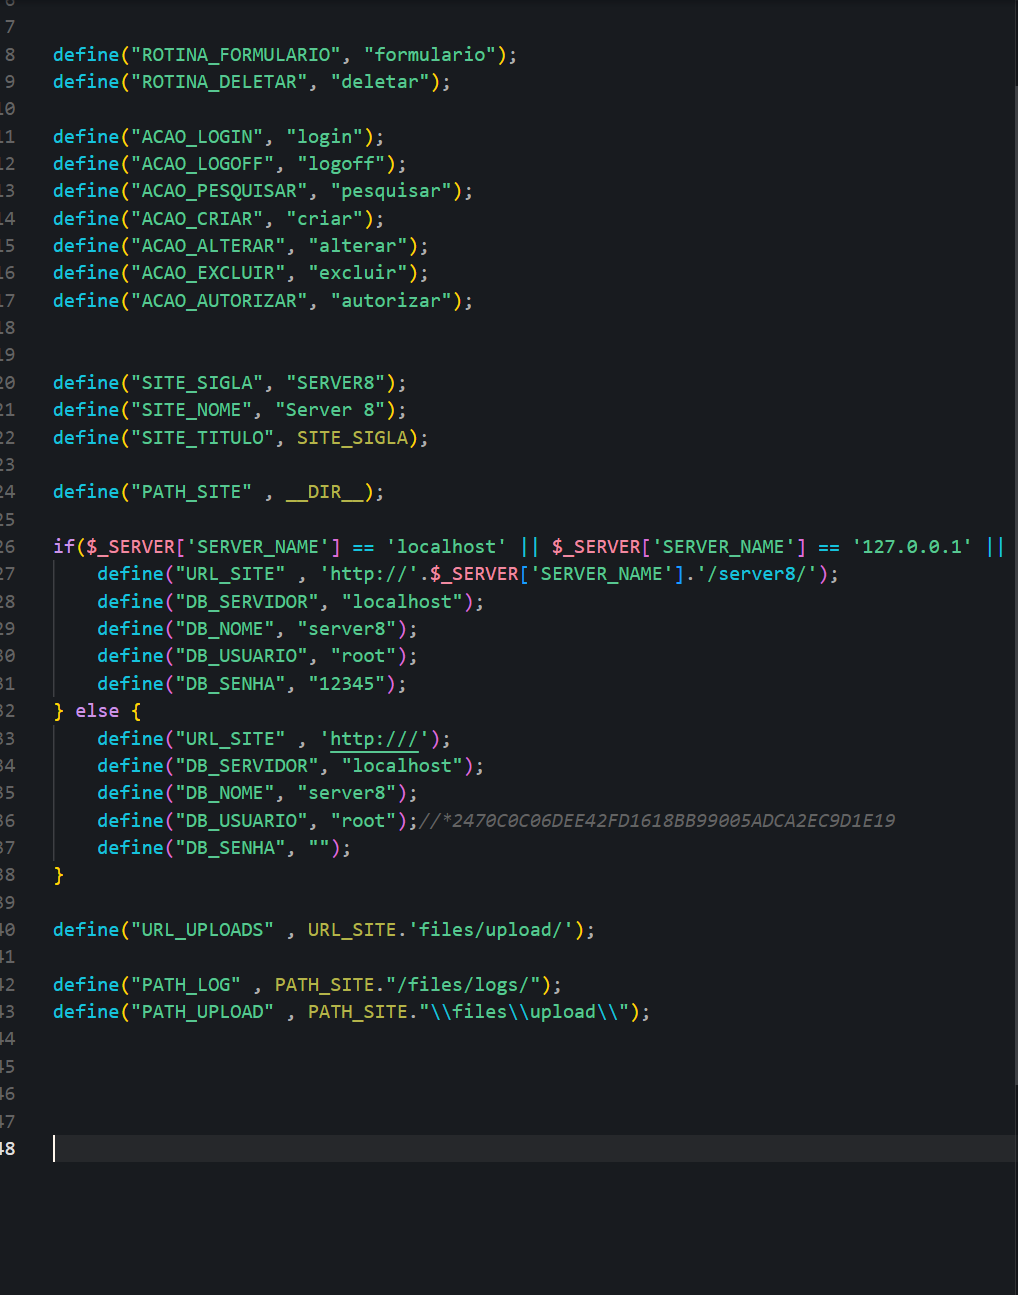 7
8 define("ROTINA_FORMULARIO", "formulario");
9 define("ROTINA_DELETAR", "deletar");
10
11 define("ACAO_LOGIN", "login");
12 define("ACAO_LOGOFF", "logoff");
13 define("ACAO_PESQUISAR", "pesquisar");
14 define("ACAO_CRIAR", "criar");
15 define("ACAO_ALTERAR", "alterar");
16 define("ACAO_EXCLUIR", "excluir");
17 define("ACAO_AUTORIZAR", "autorizar");
18
19
20 define("SITE_SIGLA", "SERVER8");
21 define("SITE_NOME", "Server 8");
22 define("SITE_TITULO", SITE_SIGLA);
23
24 define("PATH_SITE" , __DIR__);
25
26 if($_SERVER['SERVER_NAME'] == 'localhost' || $_SERVER['SERVER_NAME'] == '127.0.0.1' ||
27 define("URL_SITE" , 'http://'.$_SERVER['SERVER_NAME'].'/server8/');
28 define("DB_SERVIDOR", "localhost");
29 define("DB_NOME", "server8");
30 define("DB_USUARIO", "root");
31 define("DB_SENHA", "12345");
32 } else {
33 define("URL_SITE" , 'http:///');
34 define("DB_SERVIDOR", "localhost");
35 define("DB_NOME", "server8");
36 define("DB_USUARIO", "root");//*2470C0C06DEE42FD1618BB99005ADCA2EC9D1E19
37 define("DB_SENHA", "");
38 }
39
40 define("URL_UPLOADS" , URL_SITE.'files/upload/');
41
42 define("PATH_LOG" , PATH_SITE."/files/logs/");
43 define("PATH_UPLOAD" , PATH_SITE."\\files\\upload\\");
44
45
46
47
48